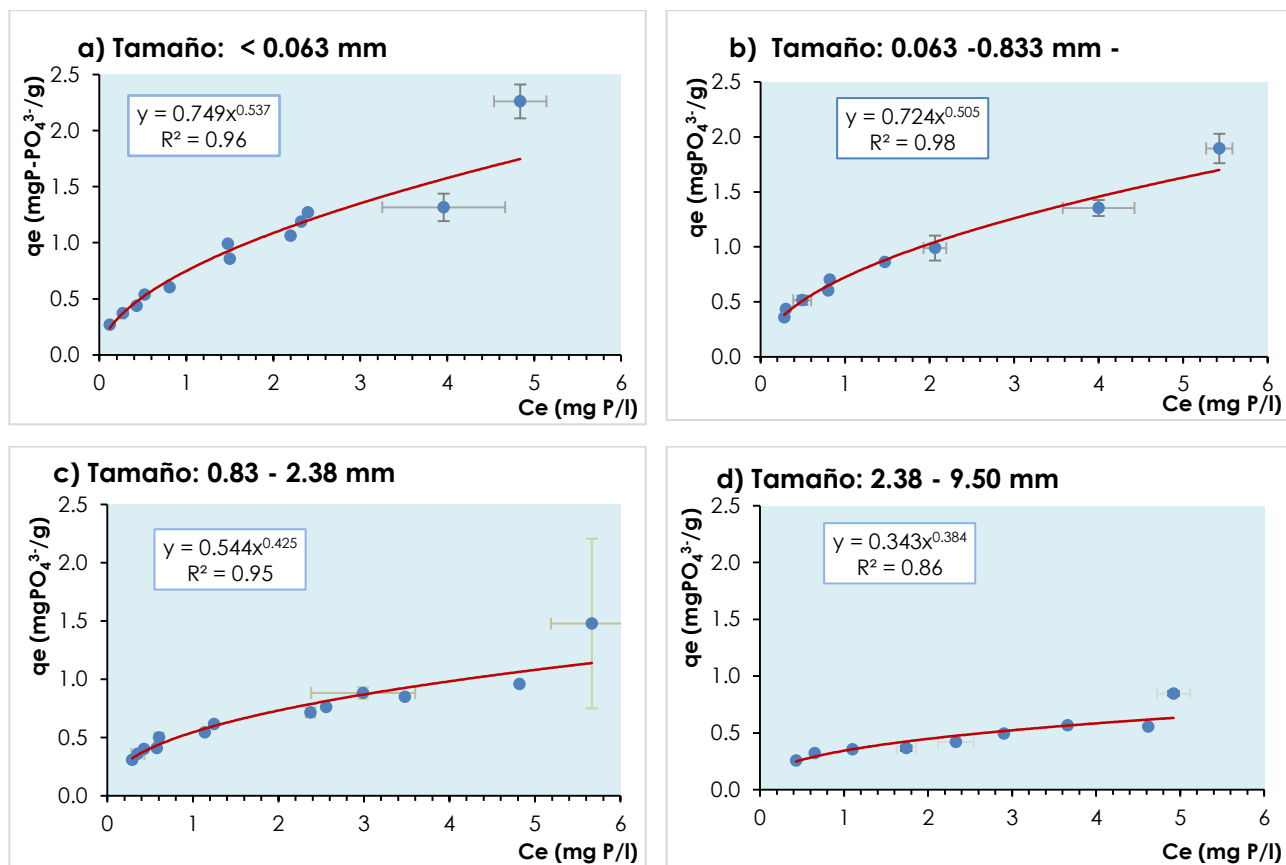 a) Tamaño: < 0.063 mm
qe (mgP-PO₄³⁻/g)
2.5
2.0
1.5
1.0
0.5
0.0
y = 0.749x^0.537
R² = 0.96
0 1 2 3 4 5 6
Ce (mg P/l)
b) Tamaño: 0.063 -0.833 mm -
qe (mgPO₄³⁻/g)
2.5
2.0
1.5
1.0
0.5
0.0
y = 0.724x^0.505
R² = 0.98
0 1 2 3 4 5 6
Ce (mg P/l)
c) Tamaño: 0.83 - 2.38 mm
qe (mgPO₄³⁻/g)
2.5
2.0
1.5
1.0
0.5
0.0
y = 0.544x^0.425
R² = 0.95
0 1 2 3 4 5 6
Ce (mg P/l)
d) Tamaño: 2.38 - 9.50 mm
qe (mgPO₄³⁻/g)
2.5
2.0
1.5
1.0
0.5
0.0
y = 0.343x^0.384
R² = 0.86
0 1 2 3 4 5 6
Ce (mg P/l)